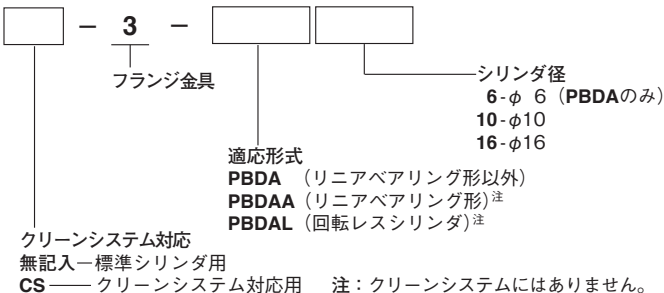 － 3 －
フランジ金具
シリンダ径
6-φ 6（PBDAのみ）
10-φ10
16-φ16
適応形式
PBDA （リニアベアリング形以外）
PBDAA（リニアベアリング形）注
PBDAL（回転レスシリンダ）注
クリーンシステム対応
無記入―標準シリンダ用
CS――クリーンシステム対応用 注：クリーンシステムにはありません。